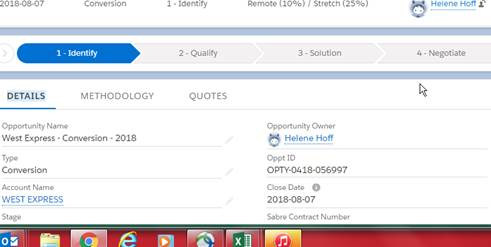 2018-08-07 Conversion 1 - Identify Remote (10%) / Stretch (25%) Helene Hoff
1 - Identify 2 - Qualify 3 - Solution 4 - Negotiate
DETAILS METHODOLOGY QUOTES
Opportunity Name Opportunity Owner
West Express - Conversion - 2018 Helene Hoff
Type Oppt ID
Conversion OPTY-0418-056997
Account Name Close Date
WEST EXPRESS 2018-08-07
Stage Sabre Contract Number